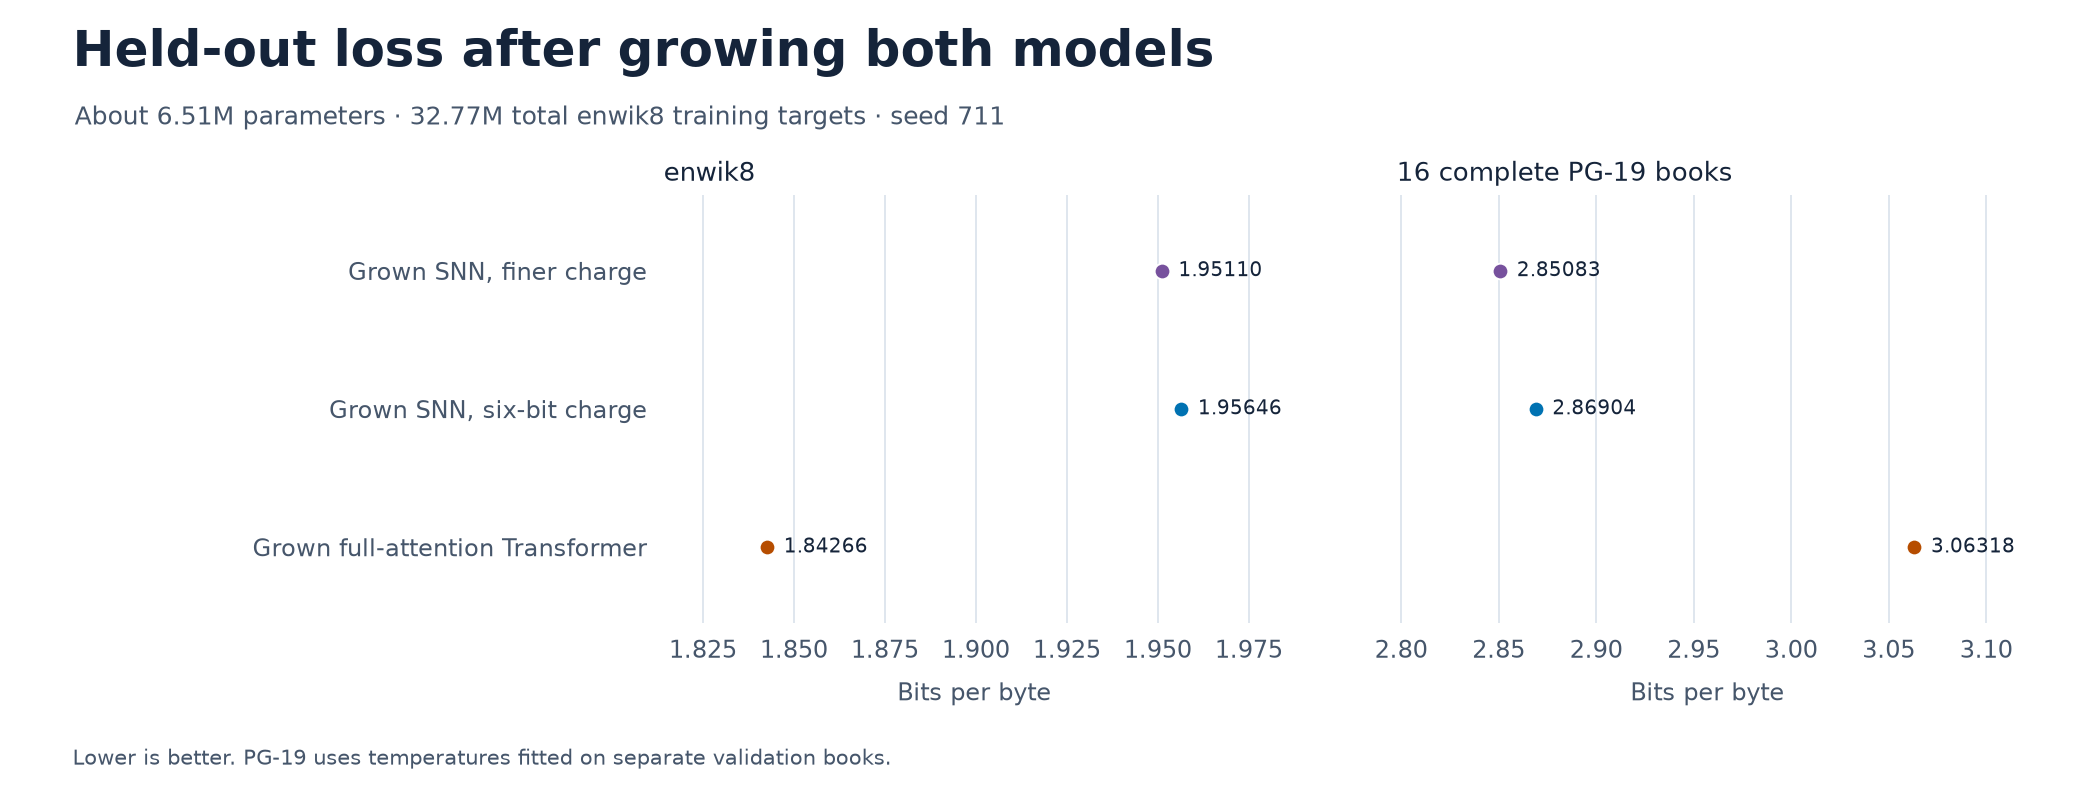 Held-out loss after growing both models
About 6.51M parameters · 32.77M total enwik8 training targets · seed 711
enwik8
16 complete PG-19 books
Grown SNN, finer charge
1.95110
2.85083
Grown SNN, six-bit charge
1.95646
2.86904
Grown full-attention Transformer
1.84266
3.06318
1.825 1.850 1.875 1.900 1.925 1.950 1.975
2.80 2.85 2.90 2.95 3.00 3.05 3.10
Bits per byte
Bits per byte
Lower is better. PG-19 uses temperatures fitted on separate validation books.